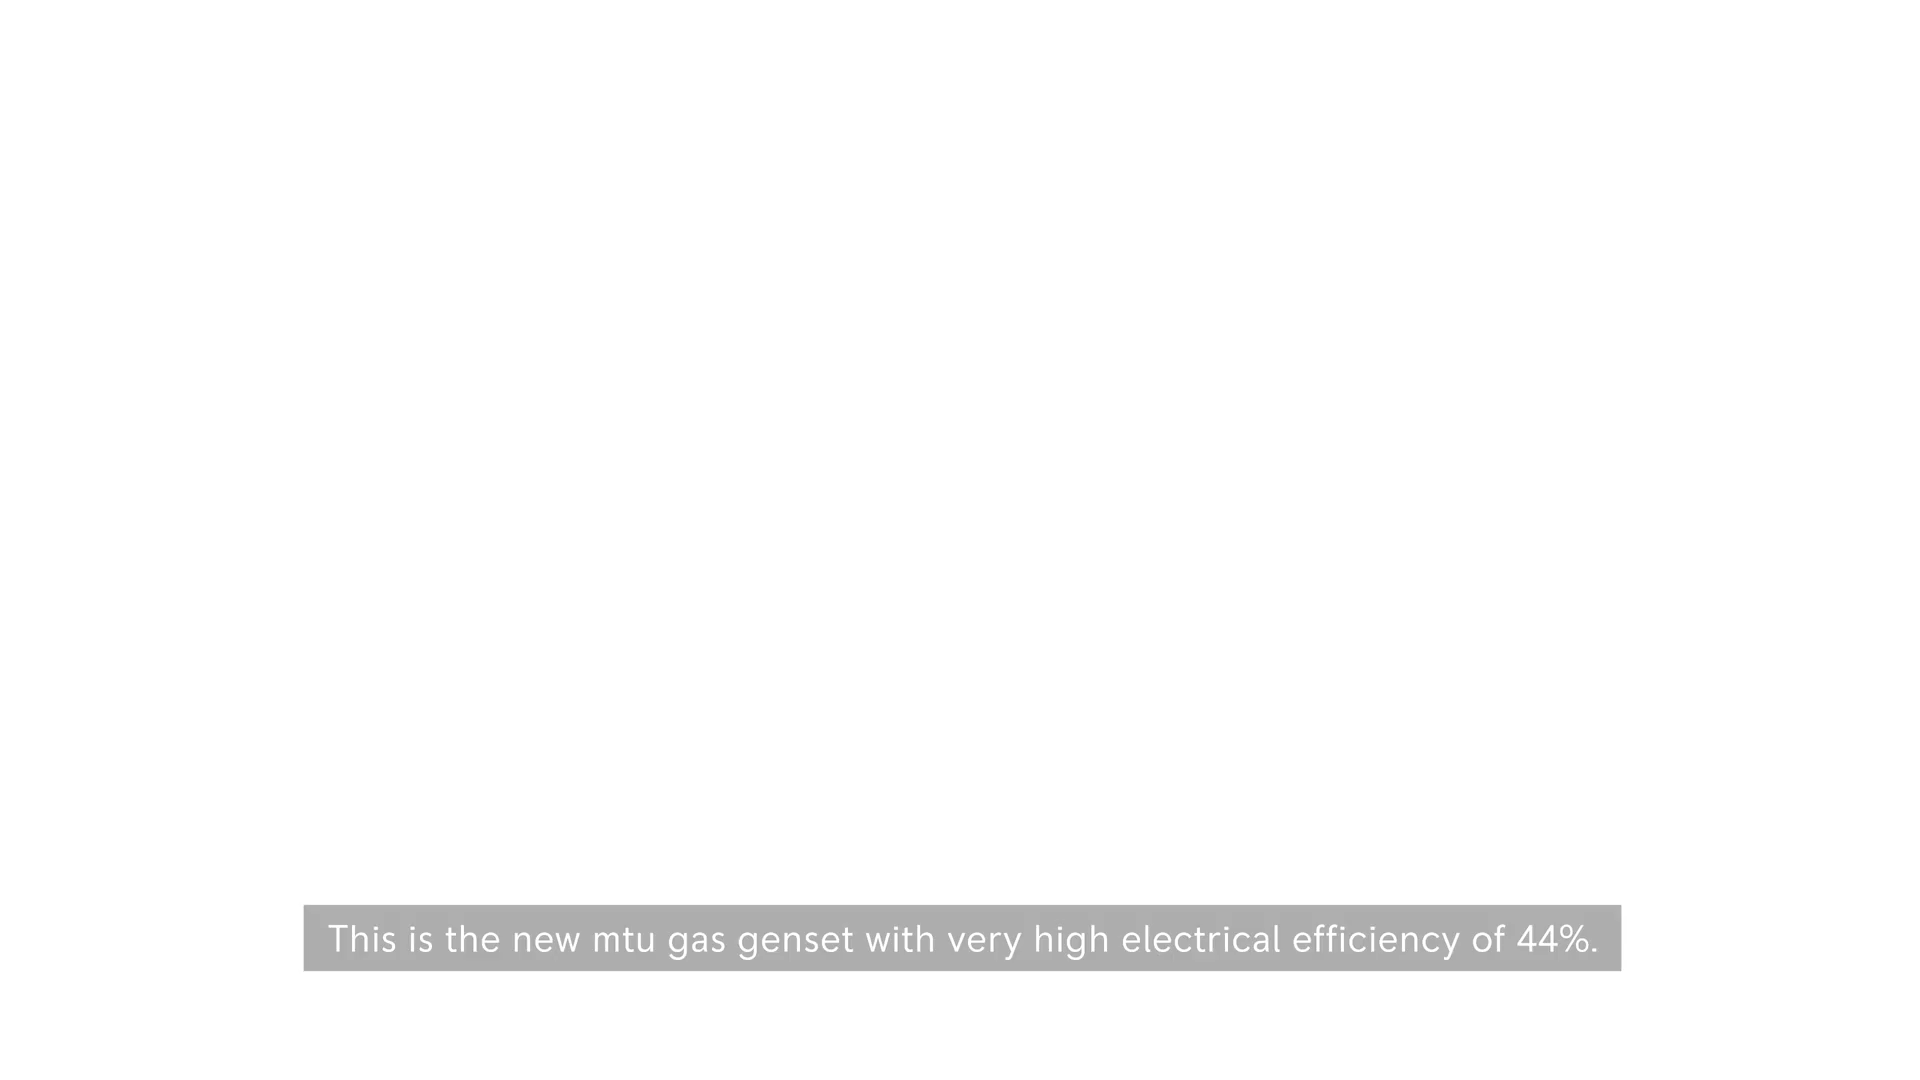 This is the new mtu gas genset with very high electrical efficiency of 44%.